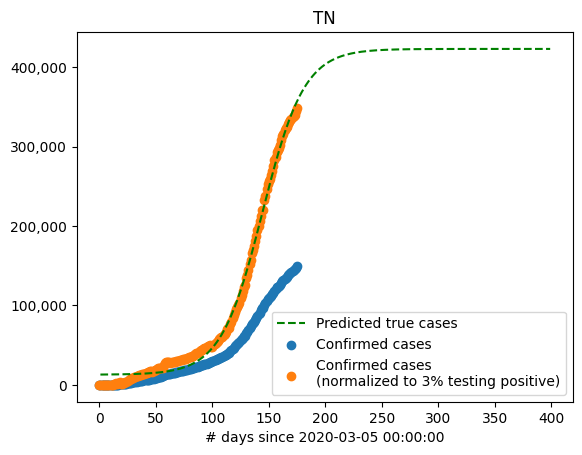 TN
400,000
300,000
200,000
100,000
0
Predicted true cases
Confirmed cases
Confirmed cases
(normalized to 3% testing positive)
0 50 100 150 200 250 300 350 400
# days since 2020-03-05 00:00:00